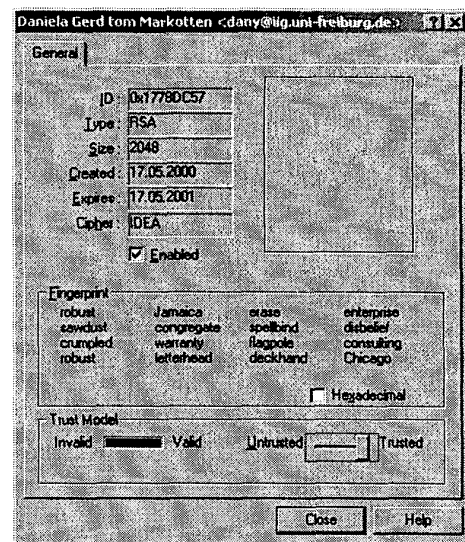 Daniela Gerd tom Markotten <dany@iig.uni-freiburg.de>
General
ID : 0x1778DC57
Type : RSA
Size : 2048
Created : 17.05.2000
Expires : 17.05.2001
Cipher : IDEA
Enabled
Fingerprint
robust Jamaica erase enterprise
sawdust congregate spellbind disbelief
crumpled warranty flagpole consulting
robust letterhead deckhand Chicago
Hexadecimal
Trust Model
Invalid Valid Untrusted Trusted
Close Help